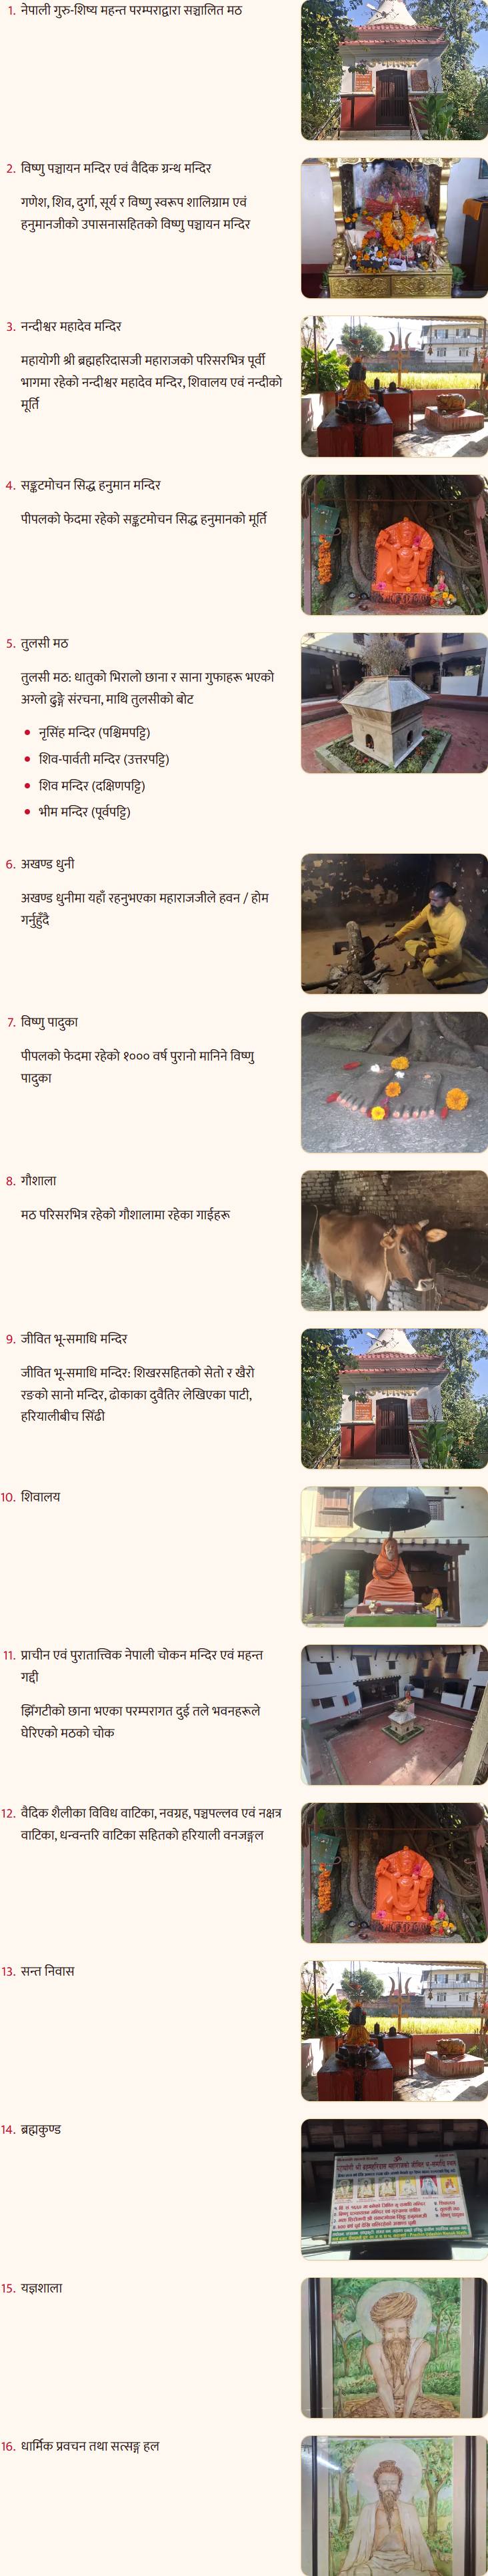 1. नेपाली गुरु-शिष्य महन्त परम्पराद्वारा सञ्चालित मठ
2. विष्णु पञ्चायन मन्दिर एवं वैदिक ग्रन्थ मन्दिर
गणेश, शिव, दुर्गा, सूर्य र विष्णु स्वरूप शालिग्राम एवं
हनुमानजीको उपासनासहितको विष्णु पञ्चायन मन्दिर
3. नन्दीश्वर महादेव मन्दिर
महायोगी श्री ब्रह्महरिदासजी महाराजको परिसरभित्र पूर्वी
भागमा रहेको नन्दीश्वर महादेव मन्दिर, शिवालय एवं नन्दीको
मूर्ति
4. सङ्कटमोचन सिद्ध हनुमान मन्दिर
पीपलको फेदमा रहेको सङ्कटमोचन सिद्ध हनुमानको मूर्ति
5. तुलसी मठ
तुलसी मठ: धातुको भिरालो छाना र साना गुफाहरू भएको
अग्लो ढुङ्गे संरचना, माथि तुलसीको बोट
• नृसिंह मन्दिर (पश्चिमपट्टि)
• शिव-पार्वती मन्दिर (उत्तरपट्टि)
• शिव मन्दिर (दक्षिणपट्टि)
• भीम मन्दिर (पूर्वपट्टि)
6. अखण्ड धुनी
अखण्ड धुनीमा यहाँ रहनुभएका महाराजजीले हवन / होम
गर्नुहुँदै
7. विष्णु पादुका
पीपलको फेदमा रहेको १००० वर्ष पुरानो मानिने विष्णु
पादुका
8. गौशाला
मठ परिसरभित्र रहेको गौशालामा रहेका गाईहरू
9. जीवित भू-समाधि मन्दिर
जीवित भू-समाधि मन्दिर: शिखरसहितको सेतो र खैरो
रङको सानो मन्दिर, ढोकाका दुवैतिर लेखिएका पाटी,
हरियालीबीच सिँढी
10. शिवालय
11. प्राचीन एवं पुरातात्त्विक नेपाली चोकन मन्दिर एवं महन्त
गद्दी
झिँगटीको छाना भएका परम्परागत दुई तले भवनहरूले
घेरिएको मठको चोक
12. वैदिक शैलीका विविध वाटिका, नवग्रह, पञ्चपल्लव एवं नक्षत्र
वाटिका, धन्वन्तरि वाटिका सहितको हरियाली वनजङ्गल
13. सन्त निवास
14. ब्रह्मकुण्ड
15. यज्ञशाला
16. धार्मिक प्रवचन तथा सत्सङ्ग हल